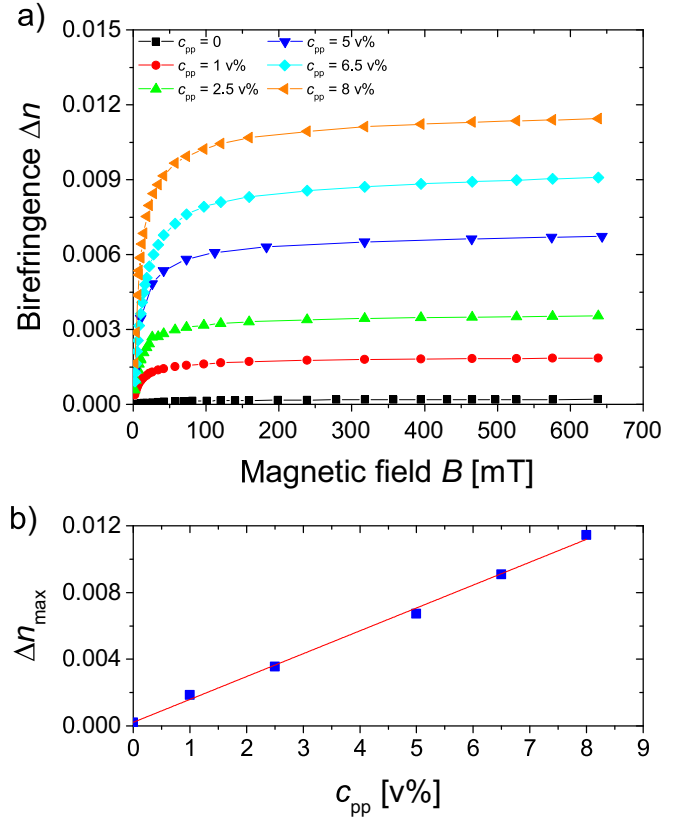 a)
0.015
0.012
0.009
0.006
0.003
0.000
Birefringence Δn
c_pp = 0
c_pp = 5 v%
c_pp = 1 v%
c_pp = 6.5 v%
c_pp = 2.5 v%
c_pp = 8 v%
0 100 200 300 400 500 600 700
Magnetic field B [mT]
b)
0.012
0.008
0.004
0.000
Δn_max
0 1 2 3 4 5 6 7 8 9
c_pp [v%]